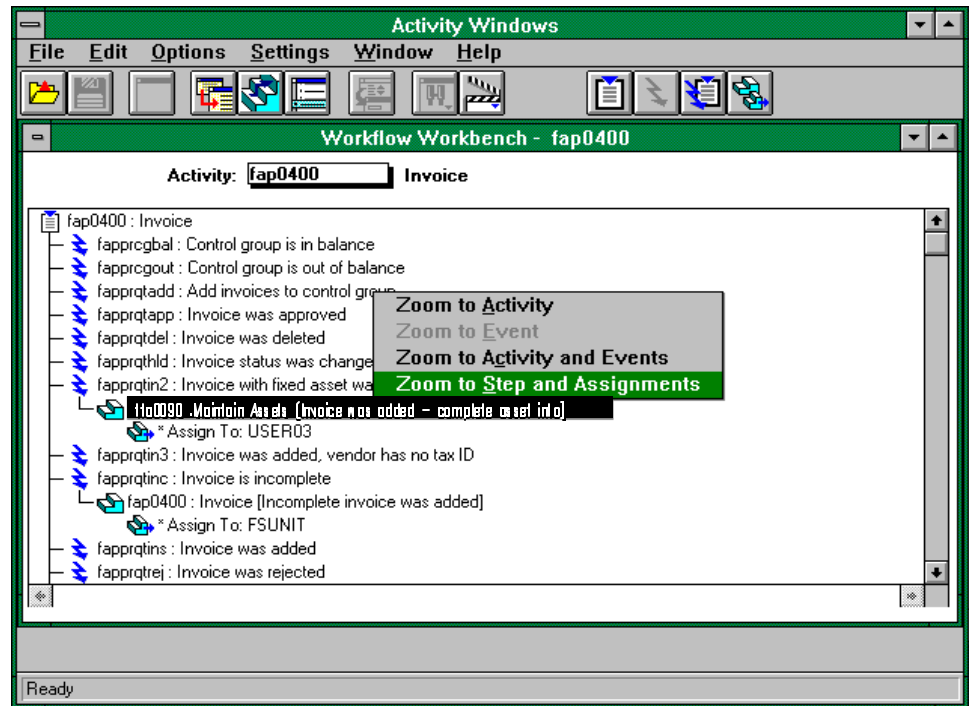 Activity Windows
File Edit Options Settings Window Help
Workflow Workbench - fap0400
Activity: fap0400 Invoice
fap0400 : Invoice
fapprcgbal : Control group is in balance
fapprcgout : Control group is out of balance
fapprqtadd : Add invoices to control group
fapprqtapp : Invoice was approved
fapprqtdel : Invoice was deleted
fapprqthld : Invoice status was change
fapprqtin2 : Invoice with fixed asset wa
Zoom to Activity
Zoom to Event
Zoom to Activity and Events
Zoom to Step and Assignments
Maintain Assets [Invoice was added - complete asset info]
* Assign To: USER03
fapprqtin3 : Invoice was added, vendor has no tax ID
fapprqtinc : Invoice is incomplete
fap0400 : Invoice [Incomplete invoice was added]
* Assign To: FSUNIT
fapprqtins : Invoice was added
fapprqtrej : Invoice was rejected
Ready